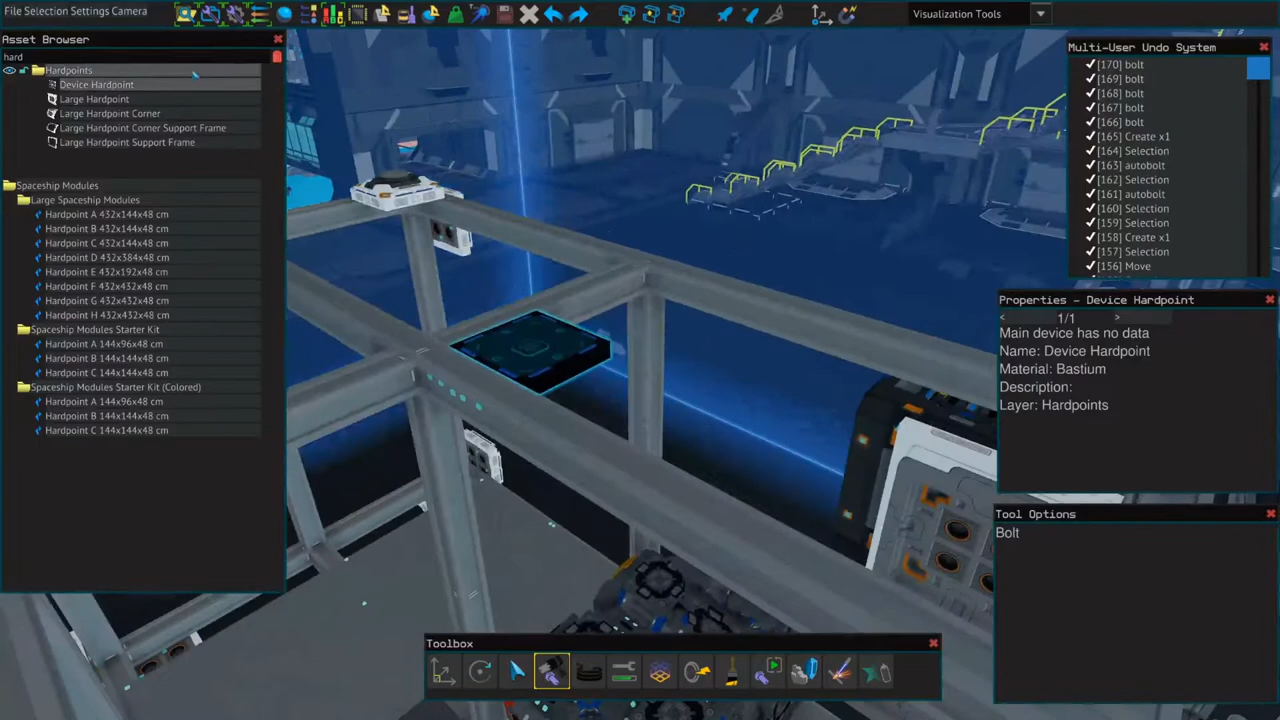 File Selection Settings Camera
Visualization Tools
Asset Browser
hard
Hardpoints
Device Hardpoint
Large Hardpoint
Large Hardpoint Corner
Large Hardpoint Corner Support Frame
Large Hardpoint Support Frame
Spaceship Modules
Large Spaceship Modules
Hardpoint A 432x144x48 cm
Hardpoint B 432x144x48 cm
Hardpoint C 432x144x48 cm
Hardpoint D 432x384x48 cm
Hardpoint E 432x192x48 cm
Hardpoint F 432x432x48 cm
Hardpoint G 432x432x48 cm
Hardpoint H 432x432x48 cm
Spaceship Modules Starter Kit
Hardpoint A 144x96x48 cm
Hardpoint B 144x144x48 cm
Hardpoint C 144x144x48 cm
Spaceship Modules Starter Kit (Colored)
Hardpoint A 144x96x48 cm
Hardpoint B 144x144x48 cm
Hardpoint C 144x144x48 cm
Multi-User Undo System
[170] bolt
[169] bolt
[168] bolt
[167] bolt
[166] bolt
[165] Create x1
[164] Selection
[163] autobolt
[162] Selection
[161] autobolt
[160] Selection
[159] Selection
[158] Create x1
[157] Selection
[156] Move
Properties - Device Hardpoint
< 1/1 >
Main device has no data
Name: Device Hardpoint
Material: Bastium
Description:
Layer: Hardpoints
Tool Options
Bolt
Toolbox